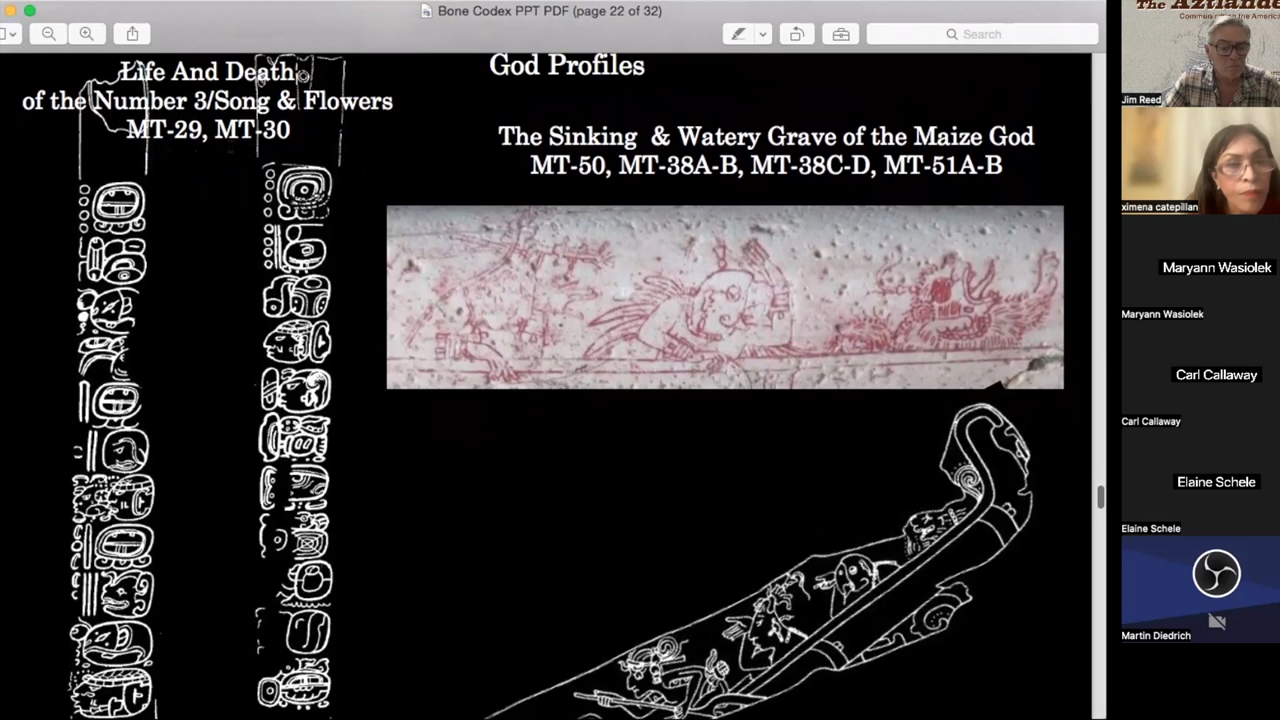 Bone Codex PPT PDF (page 22 of 32)
Search
Life And Death
of the Number 3/Song & Flowers
MT-29, MT-30
God Profiles
The Sinking & Watery Grave of the Maize God
MT-50, MT-38A-B, MT-38C-D, MT-51A-B
The Aztlande
Jim Reed
ximena catepillan
Maryann Wasiolek
Maryann Wasiolek
Carl Callaway
Carl Callaway
Elaine Schele
Elaine Schele
Martin Diedrich